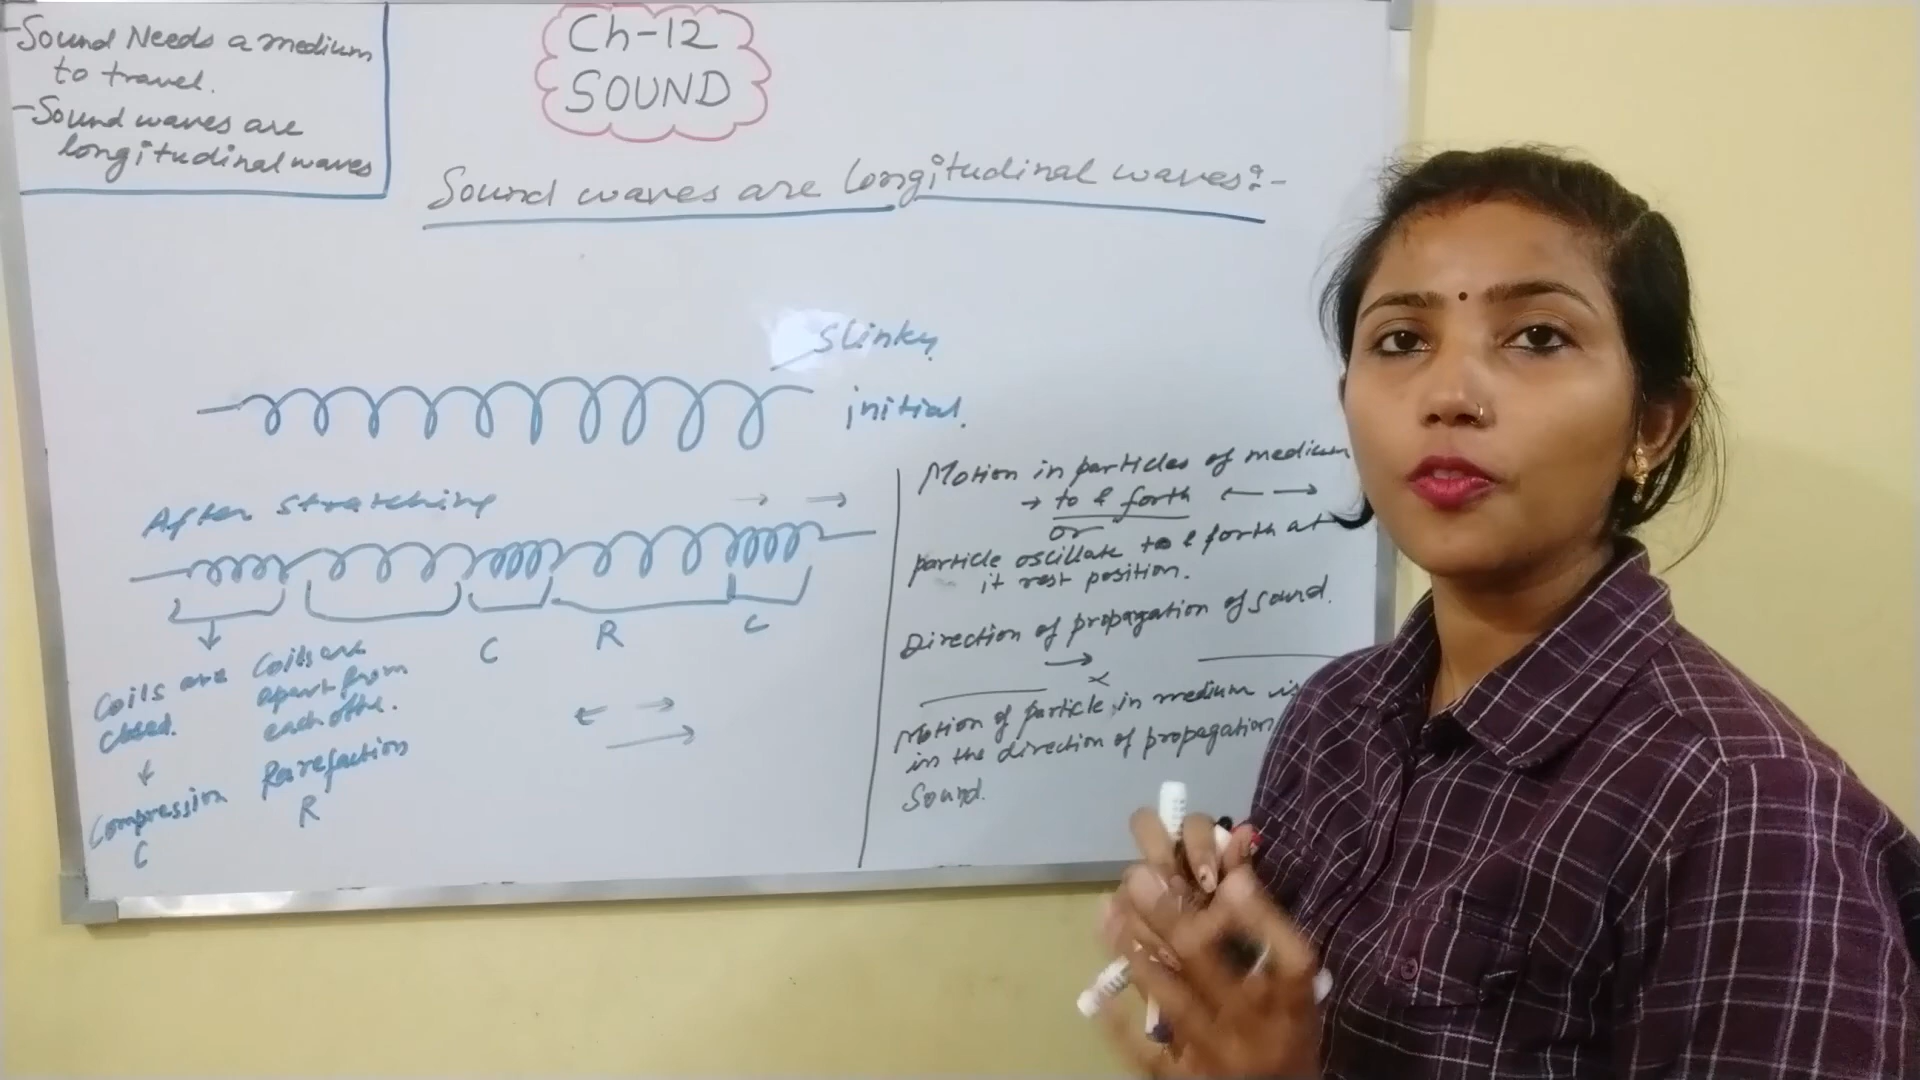 -Sound Needs a medium
to travel.
-Sound waves are
longitudinal waves
Ch-12
SOUND
Sound waves are longitudinal waves:-
slinky
initial.
After stratching
C
R
C
Coils are
closed.
Compression
C
Coils are
apart from
each othe.
Rarefaction
R
Motion in particles of medium
→ to & forth ← →
or
particle oscillate to & forth at
it rest position.
Direction of propagation of sound.
→
Motion of particle in medium is
in the direction of propagation
Sound.